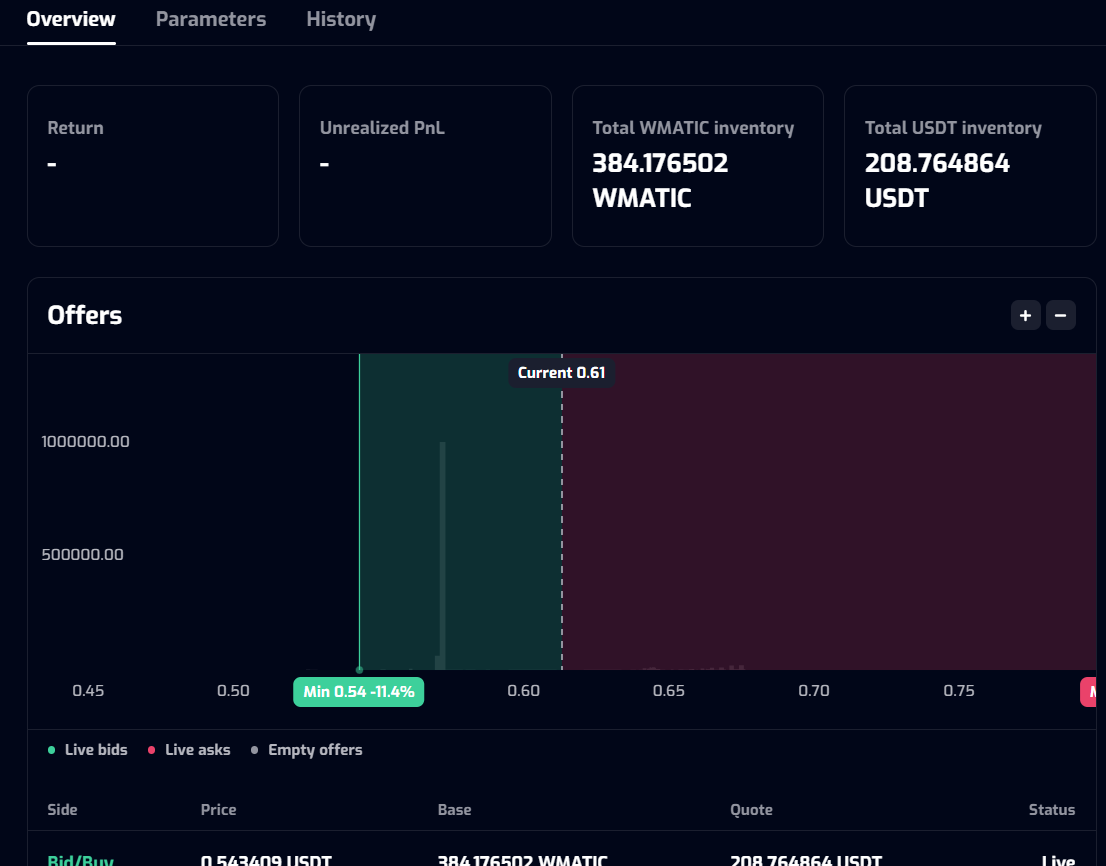 Overview Parameters History
Return Unrealized PnL Total WMATIC inventory Total USDT inventory
- - 384.176502 208.764864
WMATIC USDT
Offers + −
Current 0.61
1000000.00
500000.00
0.45 0.50 Min 0.54 -11.4% 0.60 0.65 0.70 0.75
Live bids Live asks Empty offers
Side Price Base Quote Status
Bid/Buy 0.543409 USDT 384.176502 WMATIC 208.764864 USDT Live